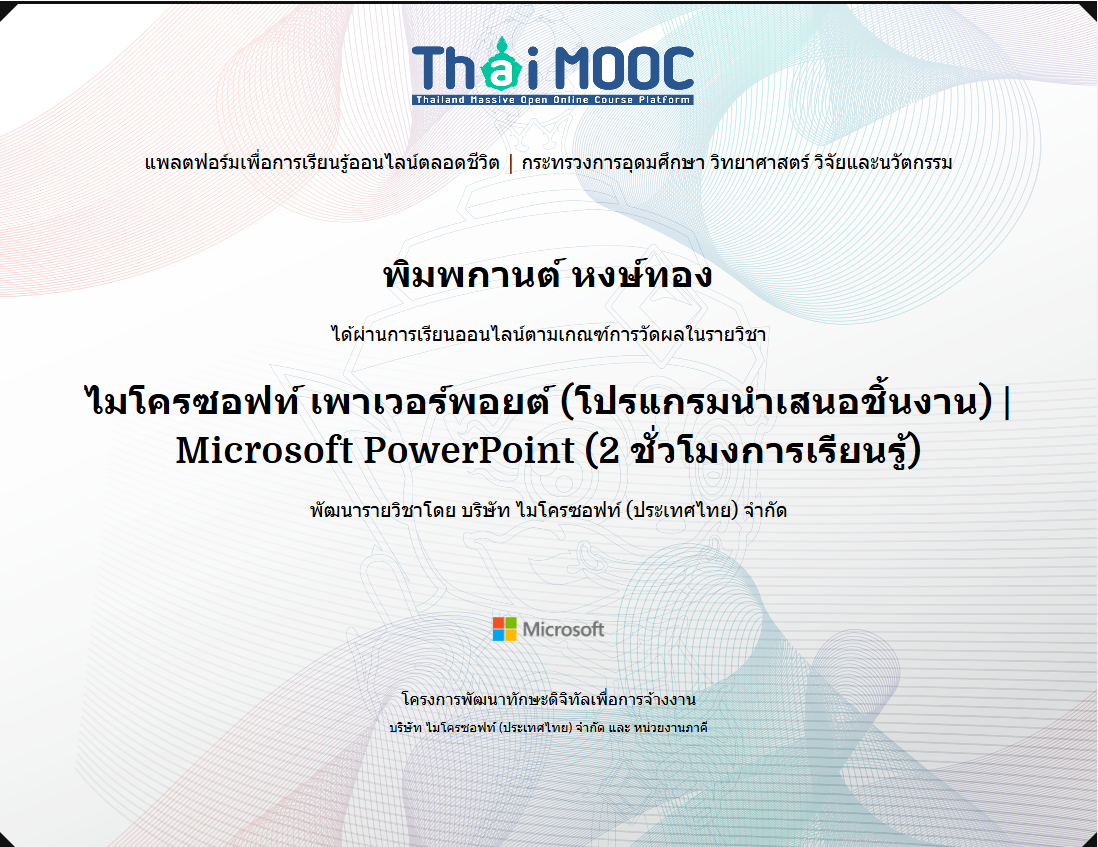 Thai MOOC
Thailand Massive Open Online Course Platform
แพลตฟอร์มเพื่อการเรียนรู้ออนไลน์ตลอดชีวิต | กระทรวงการอุดมศึกษา วิทยาศาสตร์ วิจัยและนวัตกรรม
พิมพกานต์ หงษ์ทอง
ได้ผ่านการเรียนออนไลน์ตามเกณฑ์การวัดผลในรายวิชา
ไมโครซอฟท์ เพาเวอร์พอยต์ (โปรแกรมนำเสนอชิ้นงาน) |
Microsoft PowerPoint (2 ชั่วโมงการเรียนรู้)
พัฒนารายวิชาโดย บริษัท ไมโครซอฟท์ (ประเทศไทย) จำกัด
Microsoft
โครงการพัฒนาทักษะดิจิทัลเพื่อการจ้างงาน
บริษัท ไมโครซอฟท์ (ประเทศไทย) จำกัด และ หน่วยงานภาคี